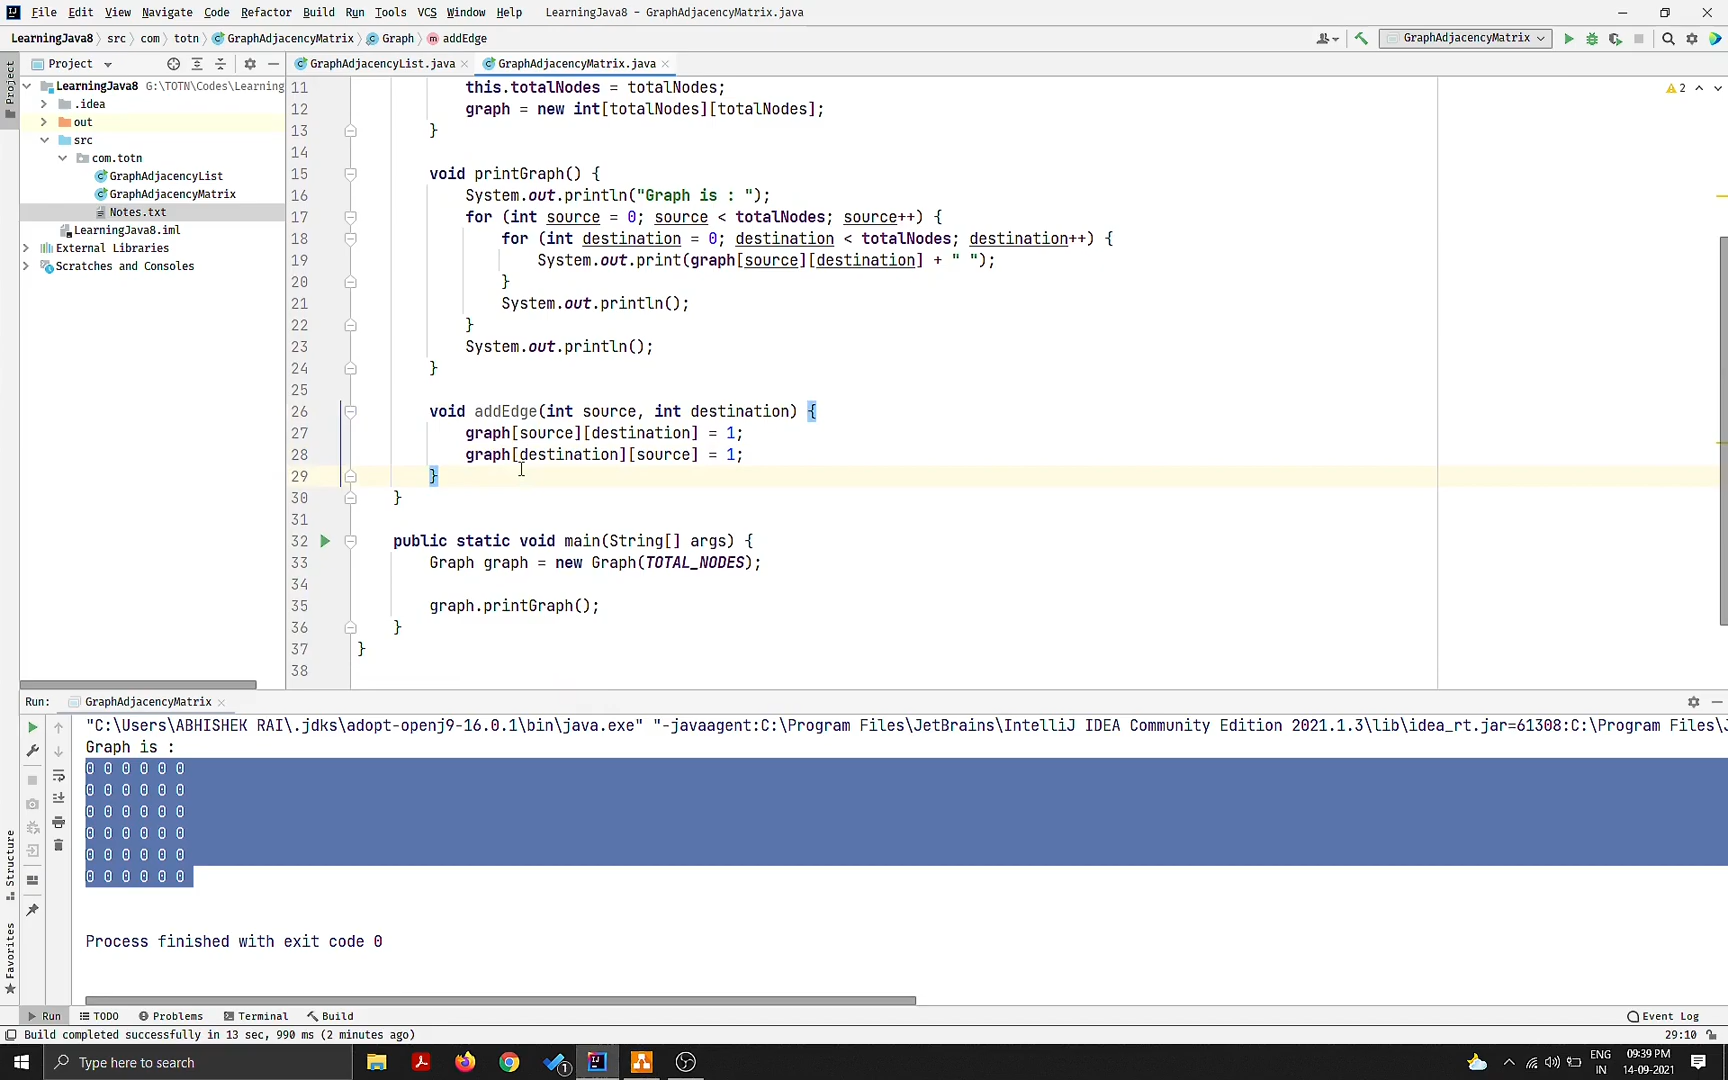 File Edit View Navigate Code Refactor Build Run Tools VCS Window Help LearningJava8 - GraphAdjacencyMatrix.java
LearningJava8 src com totn GraphAdjacencyMatrix Graph addEdge GraphAdjacencyMatrix
Project GraphAdjacencyList.java GraphAdjacencyMatrix.java
Project
LearningJava8 G:\TOTN\Codes\Learning
.idea
out
src
com.totn
GraphAdjacencyList
GraphAdjacencyMatrix
Notes.txt
LearningJava8.iml
External Libraries
Scratches and Consoles
2
11 this.totalNodes = totalNodes;
12 graph = new int[totalNodes][totalNodes];
13 }
14
15 void printGraph() {
16 System.out.println("Graph is : ");
17 for (int source = 0; source < totalNodes; source++) {
18 for (int destination = 0; destination < totalNodes; destination++) {
19 System.out.print(graph[source][destination] + " ");
20 }
21 System.out.println();
22 }
23 System.out.println();
24 }
25
26 void addEdge(int source, int destination) {
27 graph[source][destination] = 1;
28 graph[destination][source] = 1;
29 }
30 }
31
32 public static void main(String[] args) {
33 Graph graph = new Graph(TOTAL_NODES);
34
35 graph.printGraph();
36 }
37 }
38
Run: GraphAdjacencyMatrix
"C:\Users\ABHISHEK RAI\.jdks\adopt-openj9-16.0.1\bin\java.exe" "-javaagent:C:\Program Files\JetBrains\IntelliJ IDEA Community Edition 2021.1.3\lib\idea_rt.jar=61308:C:\Program Files\J
Graph is :
0 0 0 0 0 0
0 0 0 0 0 0
0 0 0 0 0 0
0 0 0 0 0 0
0 0 0 0 0 0
0 0 0 0 0 0
Process finished with exit code 0
Structure
Favorites
Run TODO Problems Terminal Build Event Log
Build completed successfully in 13 sec, 990 ms (2 minutes ago) 29:10
Type here to search
1
ENG
IN
09:39 PM
14-09-2021